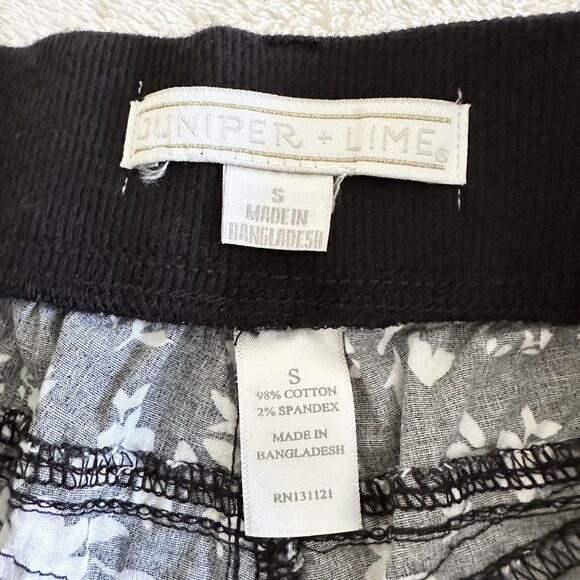 JUNIPER + LIME®
S
MADE IN
BANGLADESH
S
98% COTTON
2% SPANDEX
MADE IN
BANGLADESH
RN131121